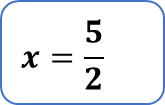 x = 5/2